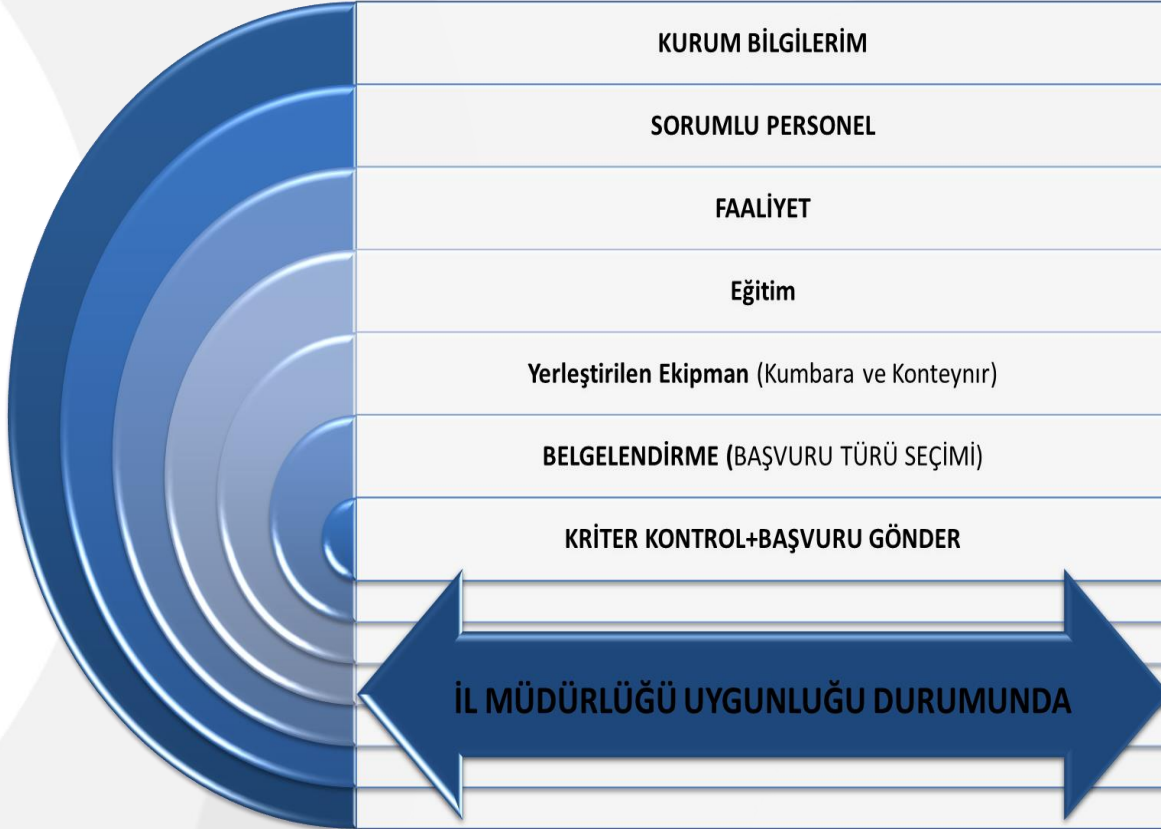 KURUM BİLGİLERİM
SORUMLU PERSONEL
FAALİYET
Eğitim
Yerleştirilen Ekipman (Kumbara ve Konteynır)
BELGELENDİRME (BAŞVURU TÜRÜ SEÇİMİ)
KRİTER KONTROL+BAŞVURU GÖNDER
İL MÜDÜRLÜĞÜ UYGUNLUĞU DURUMUNDA